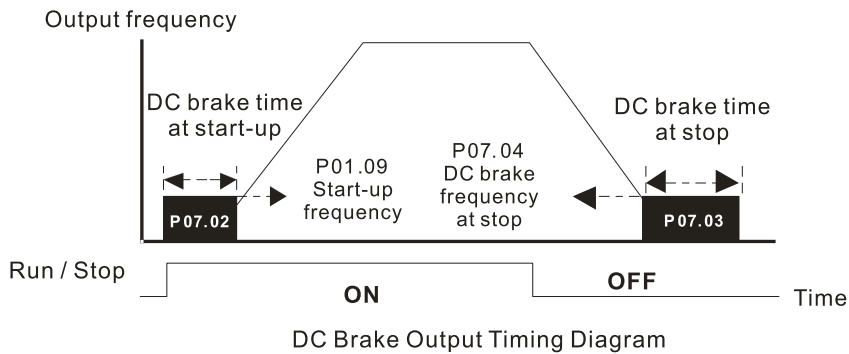 Output frequency
DC brake time
at start-up
DC brake time
at stop
P01.09
Start-up
frequency
P07.04
DC brake
frequency
at stop
P07.02
P07.03
Run / Stop
ON
OFF
Time
DC Brake Output Timing Diagram